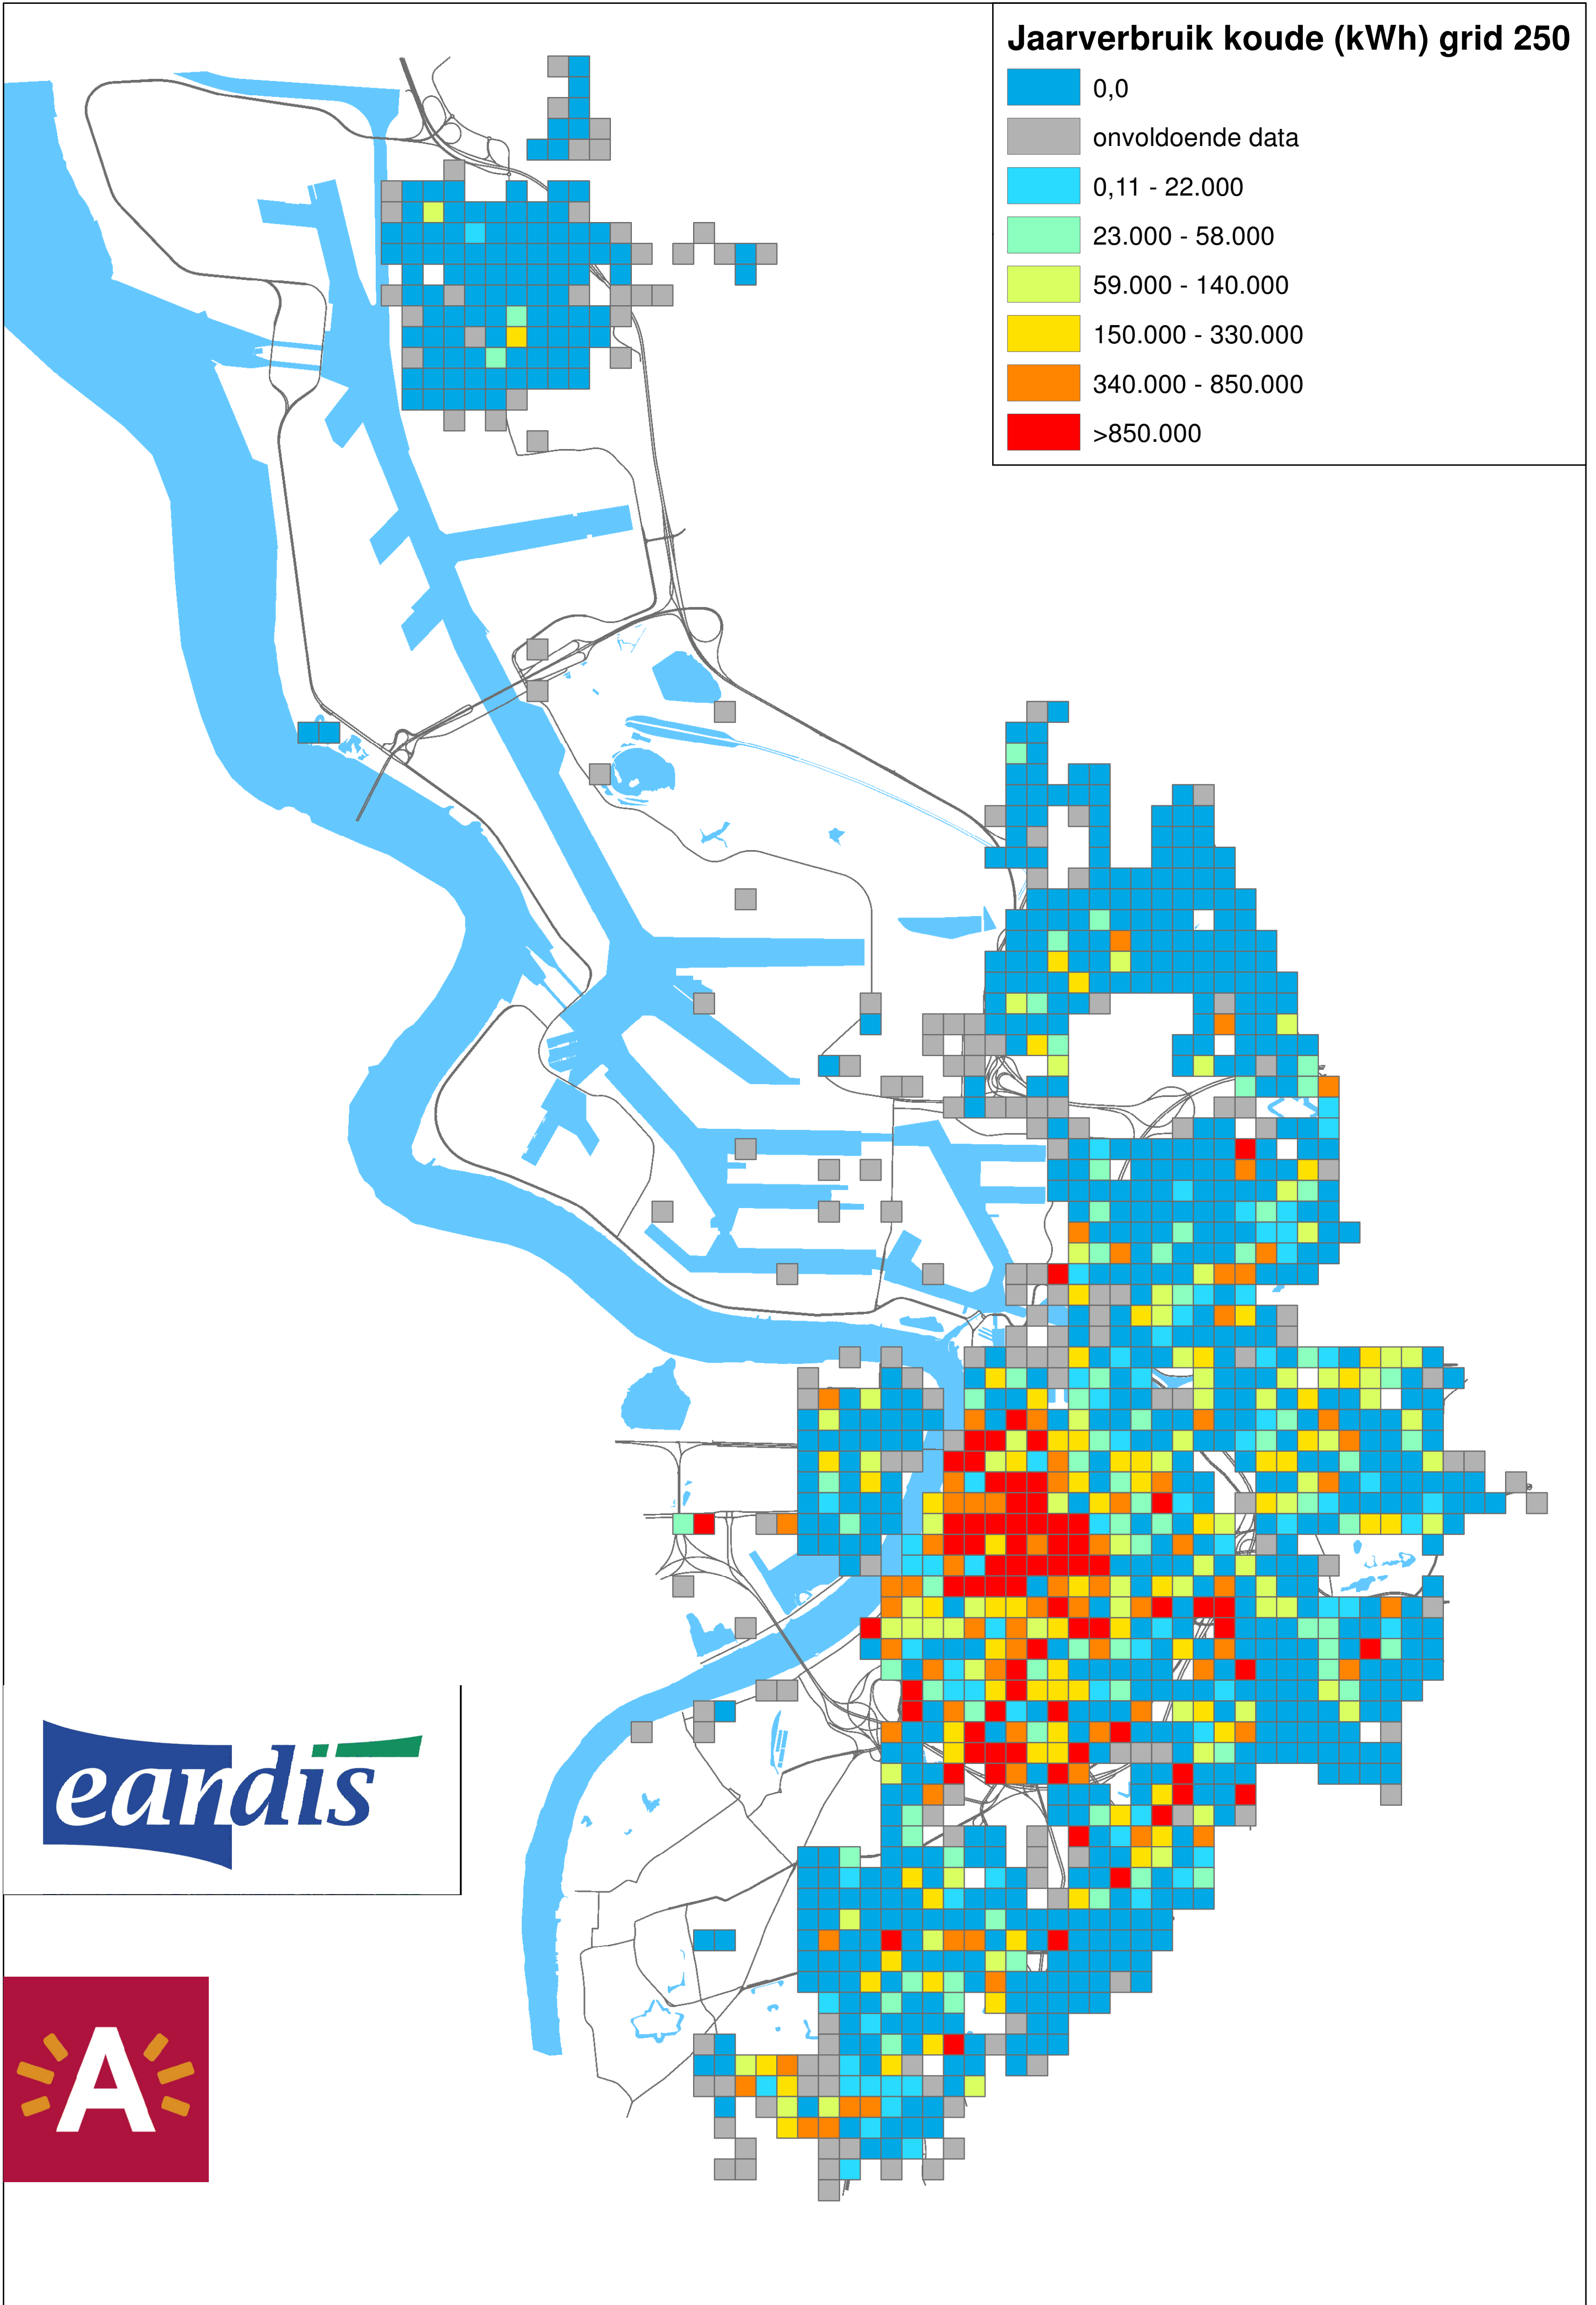 Jaarverbruik koude (kWh) grid 250
0,0
onvoldoende data
0,11 - 22.000
23.000 - 58.000
59.000 - 140.000
150.000 - 330.000
340.000 - 850.000
>850.000
eandis
A